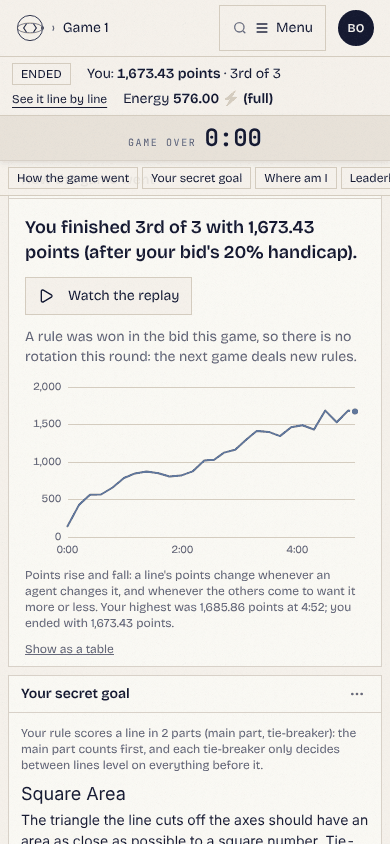 › Game 1
Menu
BO
ENDED You: 1,673.43 points · 3rd of 3
See it line by line Energy 576.00 ⚡ (full)
GAME OVER 0:00
How the game went Your secret goal Where am I Leader
You finished 3rd of 3 with 1,673.43
points (after your bid's 20% handicap).
Watch the replay
A rule was won in the bid this game, so there is no
rotation this round: the next game deals new rules.
2,000
1,500
1,000
500
0
0:00 2:00 4:00
Points rise and fall: a line's points change whenever an
agent changes it, and whenever the others come to want it
more or less. Your highest was 1,685.86 points at 4:52; you
ended with 1,673.43 points.
Show as a table
Your secret goal
Your rule scores a line in 2 parts (main part, tie-breaker): the
main part counts first, and each tie-breaker only decides
between lines level on everything before it.
Square Area
The triangle the line cuts off the axes should have an
area as close as possible to a square number. Tie-